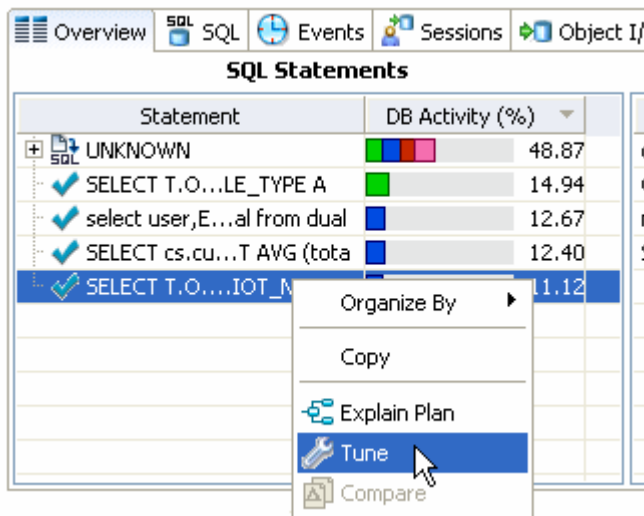 Overview SQL SQL Events Sessions Object I/
SQL Statements
Statement DB Activity (%)
SQL UNKNOWN 48.87
SELECT T.O...LE_TYPE A 14.94
select user,E...al from dual 12.67
SELECT cs.cu...T AVG (tota 12.40
SELECT T.O....IOT_N 11.12
Organize By
Copy
Explain Plan
Tune
Compare